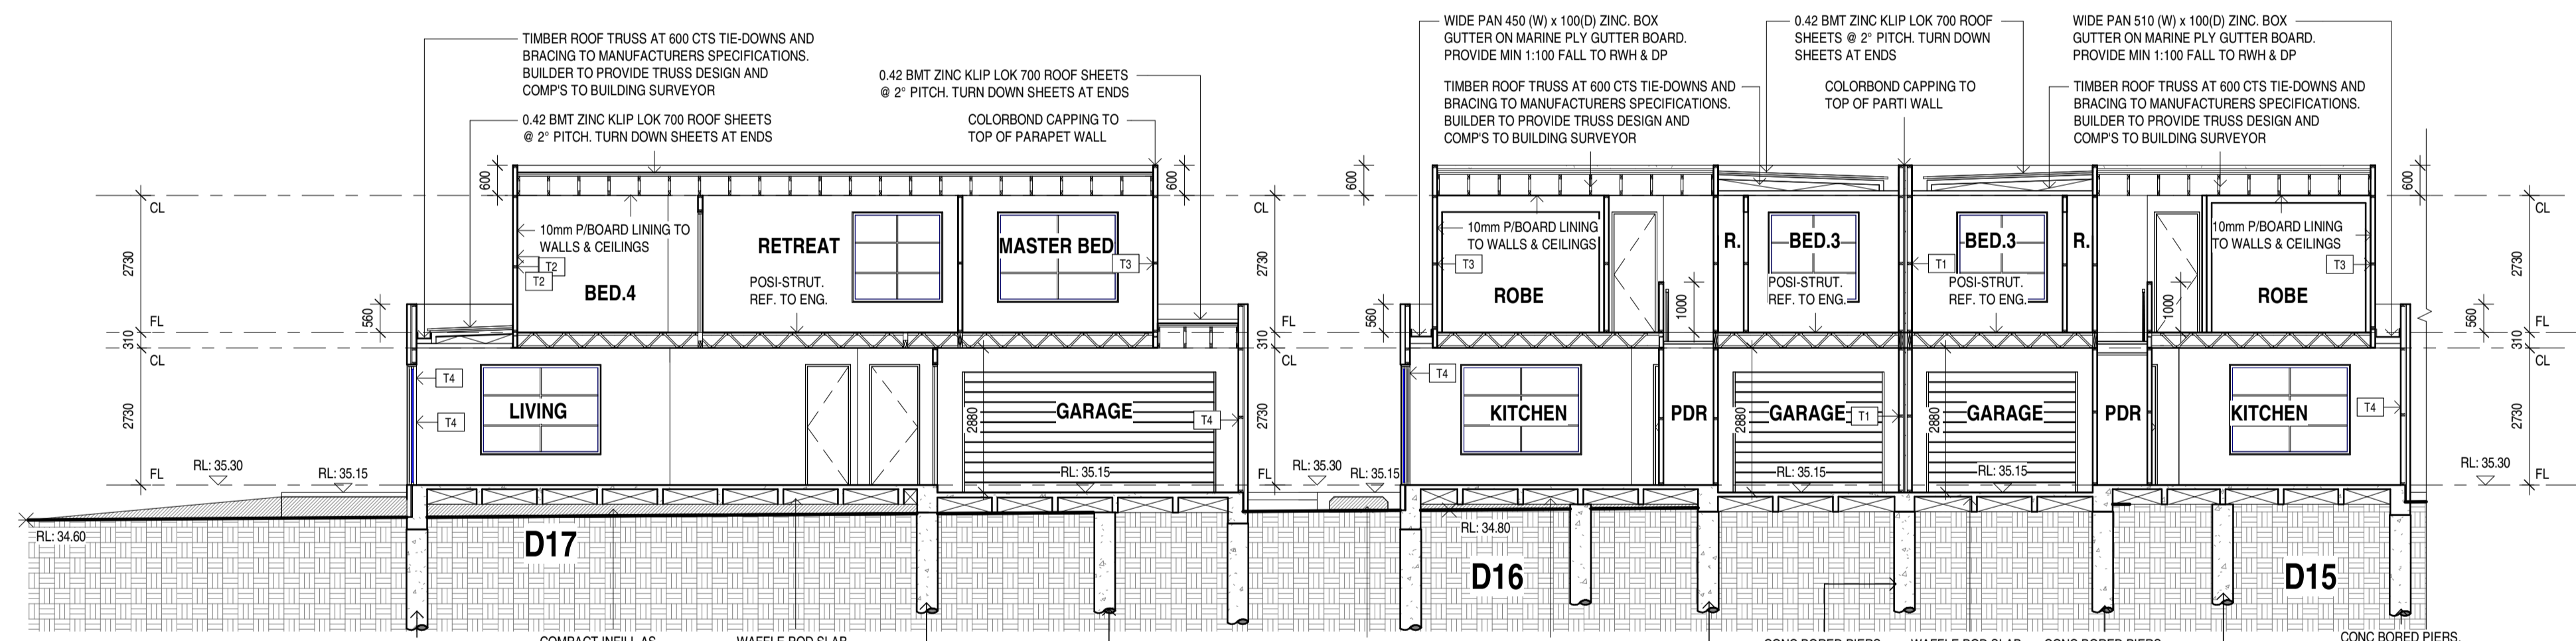 TIMBER ROOF TRUSS AT 600 CTS TIE-DOWNS AND
BRACING TO MANUFACTURERS SPECIFICATIONS.
BUILDER TO PROVIDE TRUSS DESIGN AND
COMP'S TO BUILDING SURVEYOR
0.42 BMT ZINC KLIP LOK 700 ROOF SHEETS
@ 2° PITCH. TURN DOWN SHEETS AT ENDS
0.42 BMT ZINC KLIP LOK 700 ROOF SHEETS
@ 2° PITCH. TURN DOWN SHEETS AT ENDS
COLORBOND CAPPING TO
TOP OF PARAPET WALL
WIDE PAN 450 (W) x 100(D) ZINC. BOX
GUTTER ON MARINE PLY GUTTER BOARD.
PROVIDE MIN 1:100 FALL TO RWH & DP
TIMBER ROOF TRUSS AT 600 CTS TIE-DOWNS AND
BRACING TO MANUFACTURERS SPECIFICATIONS.
BUILDER TO PROVIDE TRUSS DESIGN AND
COMP'S TO BUILDING SURVEYOR
0.42 BMT ZINC KLIP LOK 700 ROOF
SHEETS @ 2° PITCH. TURN DOWN
SHEETS AT ENDS
COLORBOND CAPPING TO
TOP OF PARTI WALL
WIDE PAN 510 (W) x 100(D) ZINC. BOX
GUTTER ON MARINE PLY GUTTER BOARD.
PROVIDE MIN 1:100 FALL TO RWH & DP
TIMBER ROOF TRUSS AT 600 CTS TIE-DOWNS AND
BRACING TO MANUFACTURERS SPECIFICATIONS.
BUILDER TO PROVIDE TRUSS DESIGN AND
COMP'S TO BUILDING SURVEYOR
600
600
600
600
CL
CL
CL
2730
2730
2730
10mm P/BOARD LINING TO
WALLS & CEILINGS
T2
T2
BED.4
RETREAT
POSI-STRUT.
REF. TO ENG.
MASTER BED
T3
10mm P/BOARD LINING
TO WALLS & CEILINGS
T3
ROBE
1000
R.
BED.3
POSI-STRUT.
REF. TO ENG.
T1
BED.3
POSI-STRUT.
REF. TO ENG.
R.
1000
10mm P/BOARD LINING
TO WALLS & CEILINGS
T3
ROBE
560
560
560
FL
FL
FL
310
310
310
CL
CL
CL
2730
2730
2730
T4
T4
LIVING
2880
GARAGE
T4
RL: 35.15
T4
KITCHEN
PDR
2880
GARAGE
T1
RL: 35.15
2880
GARAGE
RL: 35.15
PDR
KITCHEN
T4
FL
FL
FL
RL: 35.30
RL: 35.15
RL: 35.30
RL: 35.15
RL: 35.30
RL: 34.60
RL: 34.80
D17
D16
D15
COMPACT INFILL AS
WAFFLE POD SLAB
CONC BORED PIERS
WAFFLE POD SLAB
CONC BORED PIERS
CONC BORED PIERS.